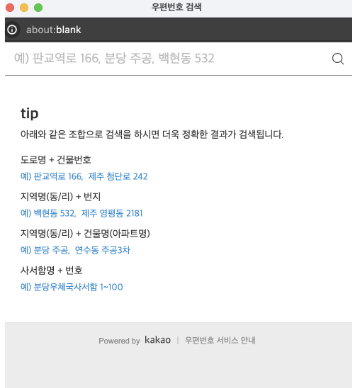 우편번호 검색
about:blank
예) 판교역로 166, 분당 주공, 백현동 532
tip
아래와 같은 조합으로 검색을 하시면 더욱 정확한 결과가 검색됩니다.
도로명 + 건물번호
예) 판교역로 166, 제주 첨단로 242
지역명(동/리) + 번지
예) 백현동 532, 제주 영평동 2181
지역명(동/리) + 건물명(아파트명)
예) 분당 주공, 연수동 주공3차
사서함명 + 번호
예) 분당우체국사서함 1~100
Powered by kakao | 우편번호 서비스 안내